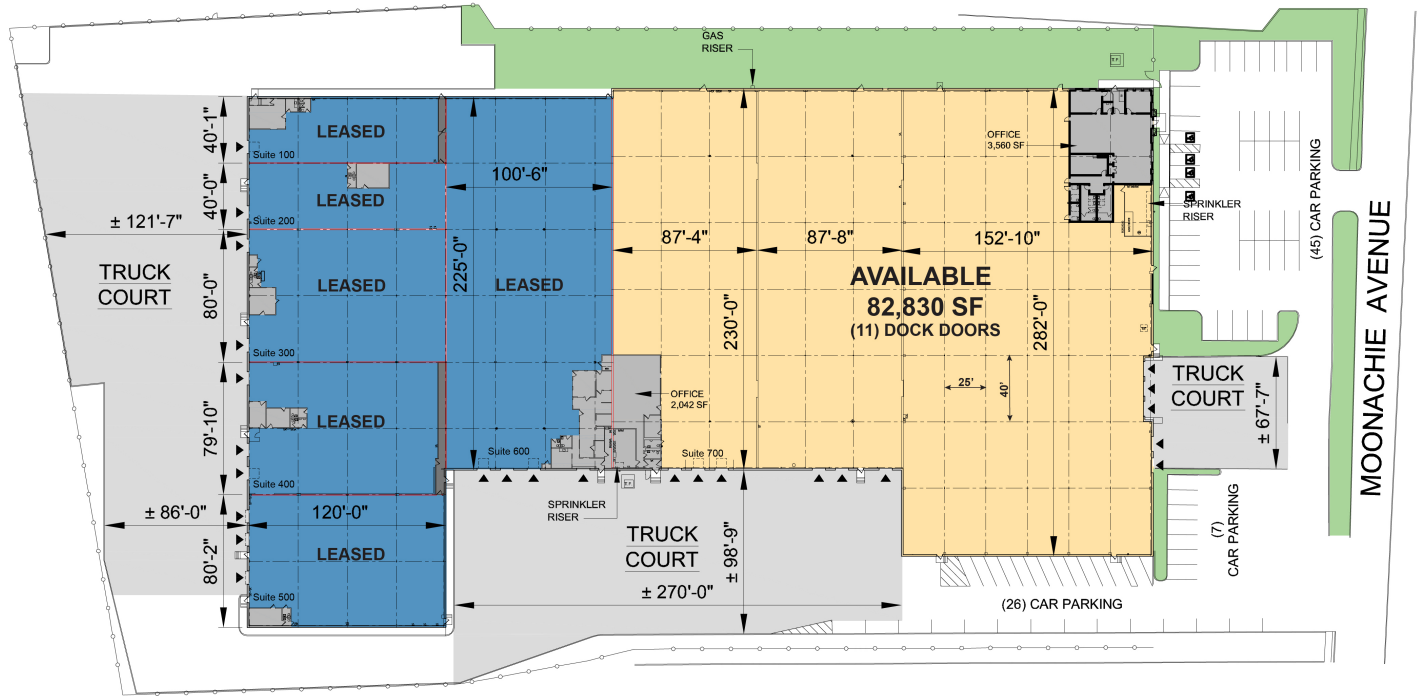 GAS
RISER
LEASED
Suite 100
40'-1"
LEASED
Suite 200
40'-0"
100'-6"
± 121'-7"
TRUCK
COURT
80'-0"
LEASED
Suite 300
225'-0"
LEASED
87'-4"
87'-8"
152'-10"
AVAILABLE
82,830 SF
(11) DOCK DOORS
230'-0"
282'-0"
25'
40'
OFFICE
3,560 SF
SPRINKLER
RISER
(45) CAR PARKING
MOONACHIE AVENUE
TRUCK
COURT
± 67'-7"
79'-10"
LEASED
Suite 400
Suite 600
OFFICE
2,042 SF
Suite 700
± 86'-0"
120'-0"
80'-2"
LEASED
Suite 500
SPRINKLER
RISER
TRUCK
COURT
± 98'-9"
± 270'-0"
(26) CAR PARKING
(7)
CAR PARKING